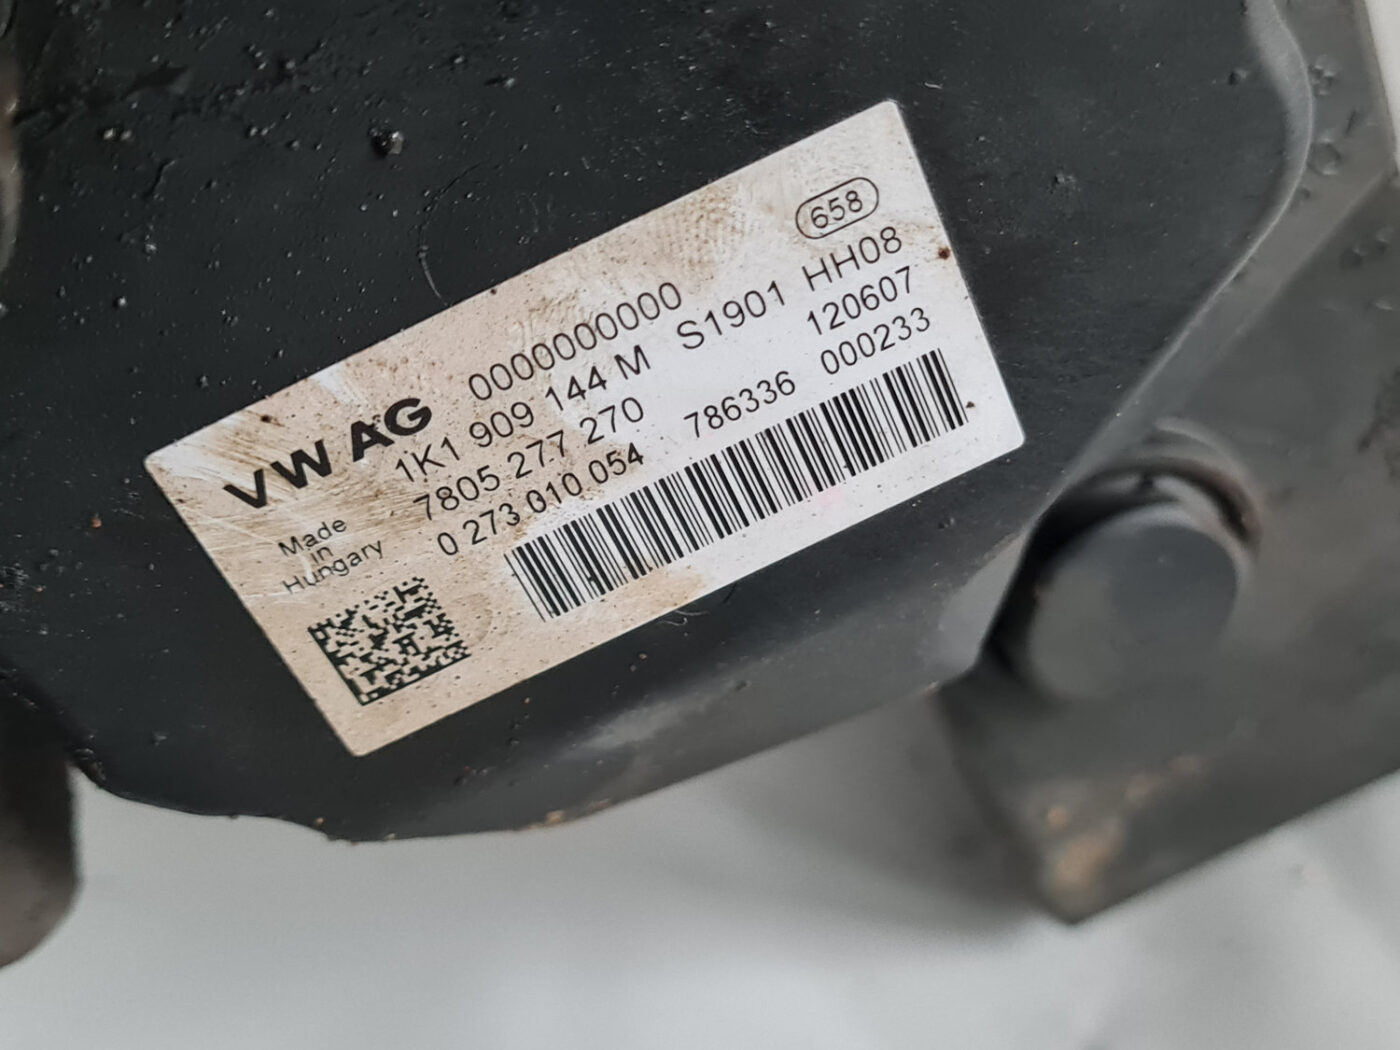 658
VW AG 0000000000
1K1 909 144 M S1901 HH08
7805 277 270 120607
0 273 010 054 786336 000233
Made
in
Hungary